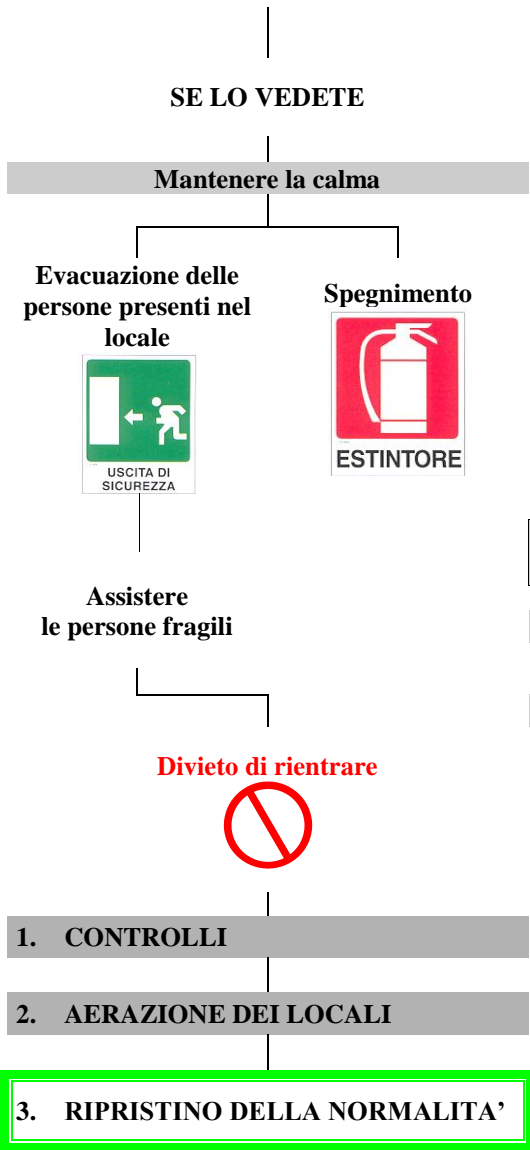 SE LO VEDETE
Mantenere la calma
Evacuazione delle
persone presenti nel
locale
USCITA DI
SICUREZZA
Spegnimento
ESTINTORE
Assistere
le persone fragili
Divieto di rientrare
1. CONTROLLI
2. AERAZIONE DEI LOCALI
3. RIPRISTINO DELLA NORMALITA’